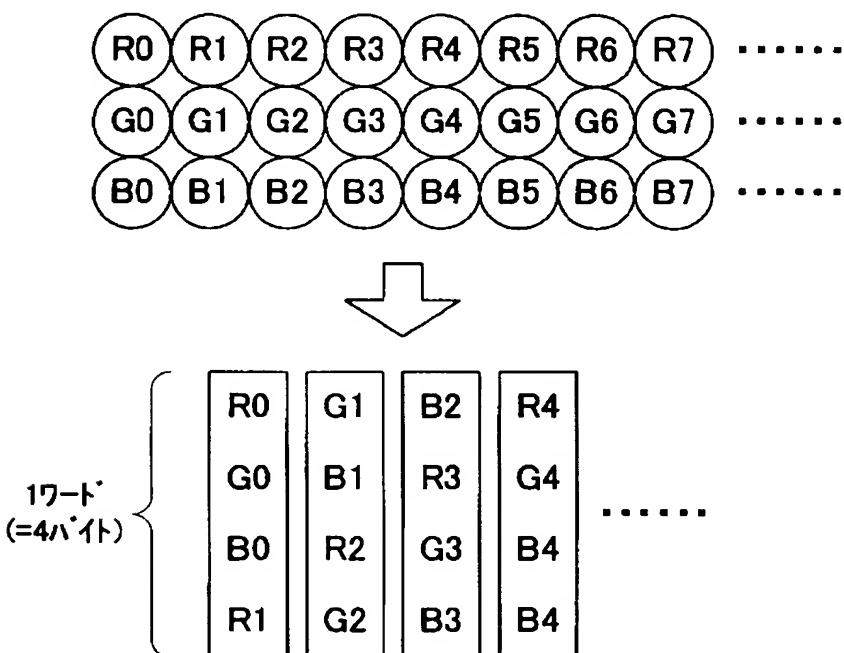 R0 R1 R2 R3 R4 R5 R6 R7 ······
G0 G1 G2 G3 G4 G5 G6 G7 ······
B0 B1 B2 B3 B4 B5 B6 B7 ······
R0 G1 B2 R4
G0 B1 R3 G4
1ワード
(=4バイト)
······
B0 R2 G3 B4
R1 G2 B3 B4